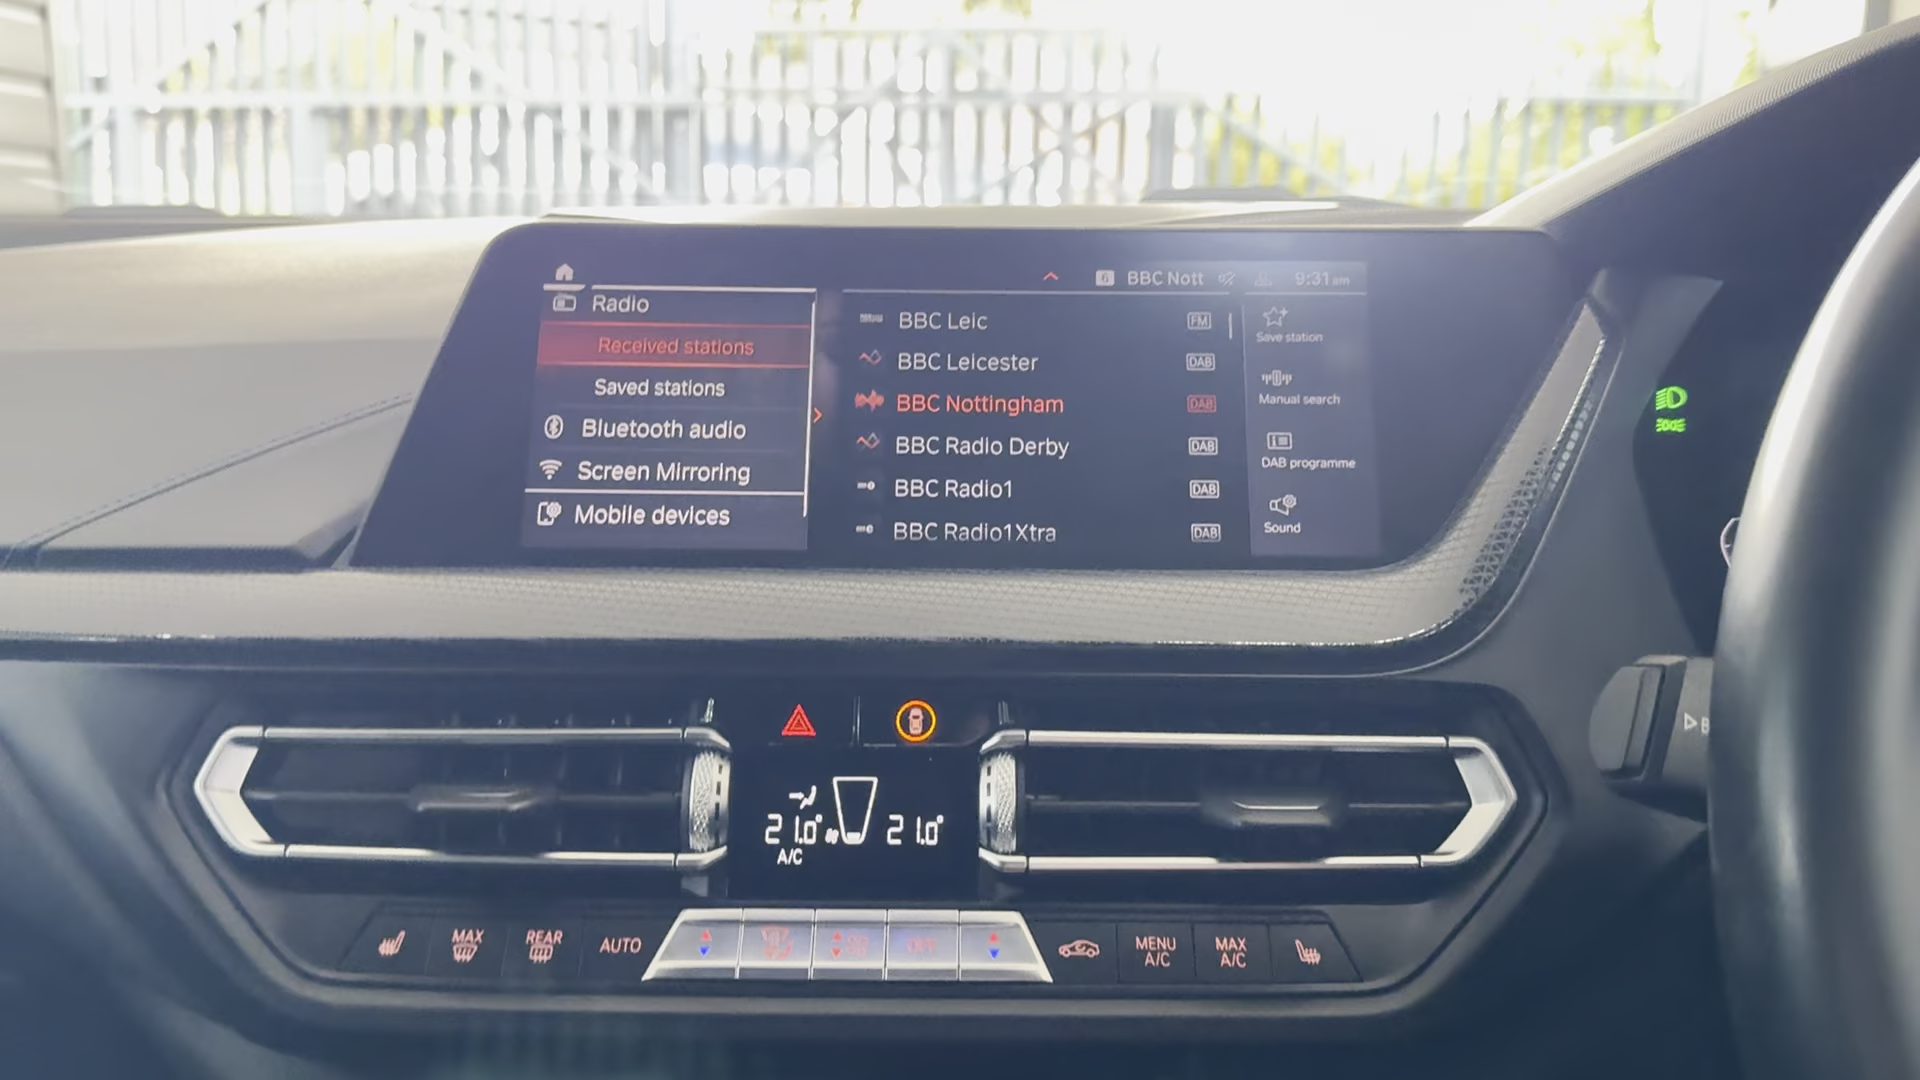 BBC Nott 9:31 am
Radio
Received stations
Saved stations
Bluetooth audio
Screen Mirroring
Mobile devices
BBC Leic FM
BBC Leicester DAB
BBC Nottingham DAB
BBC Radio Derby DAB
BBC Radio1 DAB
BBC Radio1Xtra DAB
Save station
Manual search
DAB programme
Sound
21.0° 21.0°
A/C
MAX
REAR
AUTO
OFF
MENU A/C
MAX A/C